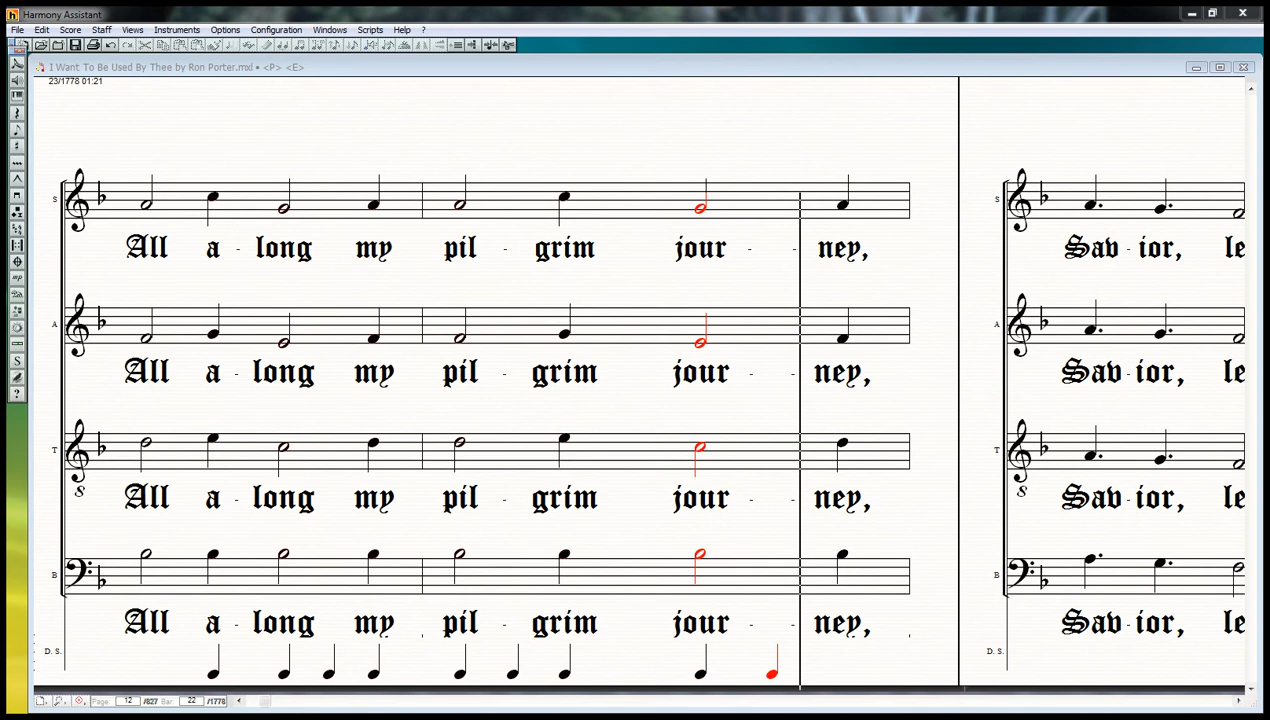 Harmony Assistant
File Edit Score Staff Views Instruments Options Configuration Windows Scripts Help ?
I Want To Be Used By Thee by Ron Porter.mxd • <P> <E>
23/1778 01:21
S
S
All a - long my pil - grim jour - - ney,
Sav - ior, le
A
A
All a - long my pil - grim jour - - ney,
Sav - ior, le
T
T
8
8
All a - long my pil - grim jour - - ney,
Sav - ior, le
B
B
All a - long my pil - grim jour - - ney,
Sav - ior, le
D. S.
D. S.
Page 12 /827 Bar 22 /1778